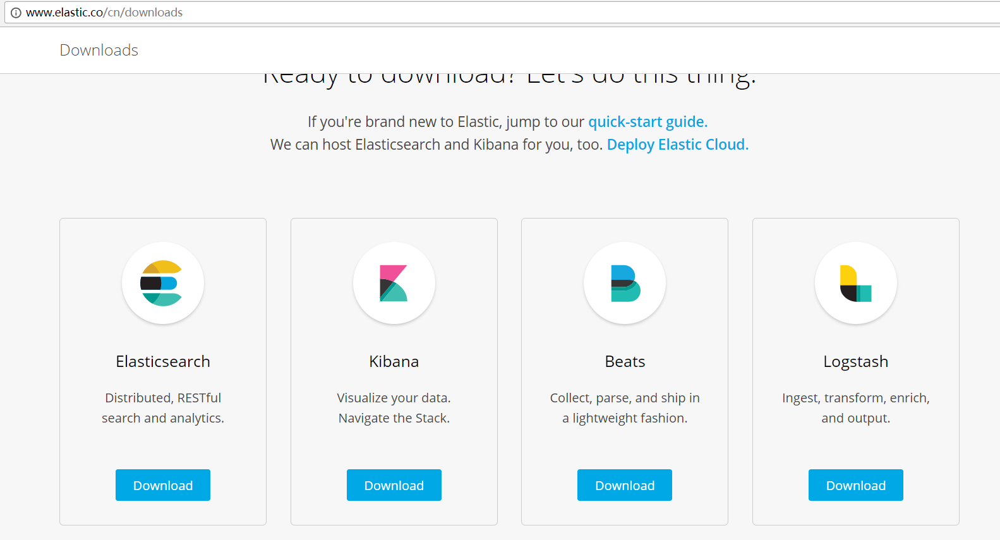 www.elastic.co/cn/downloads
Downloads
Ready to download? Let's do this thing.
If you're brand new to Elastic, jump to our quick-start guide.
We can host Elasticsearch and Kibana for you, too. Deploy Elastic Cloud.
Elasticsearch
Distributed, RESTful
search and analytics.
Download
Kibana
Visualize your data.
Navigate the Stack.
Download
Beats
Collect, parse, and ship in
a lightweight fashion.
Download
Logstash
Ingest, transform, enrich,
and output.
Download